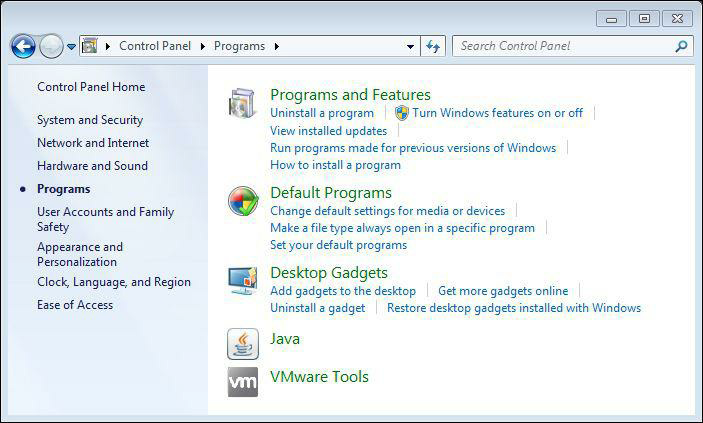 Control Panel Programs
Search Control Panel
Control Panel Home
System and Security
Network and Internet
Hardware and Sound
Programs
User Accounts and Family
Safety
Appearance and
Personalization
Clock, Language, and Region
Ease of Access
Programs and Features
Uninstall a program Turn Windows features on or off
View installed updates
Run programs made for previous versions of Windows
How to install a program
Default Programs
Change default settings for media or devices
Make a file type always open in a specific program
Set your default programs
Desktop Gadgets
Add gadgets to the desktop Get more gadgets online
Uninstall a gadget Restore desktop gadgets installed with Windows
Java
vm VMware Tools